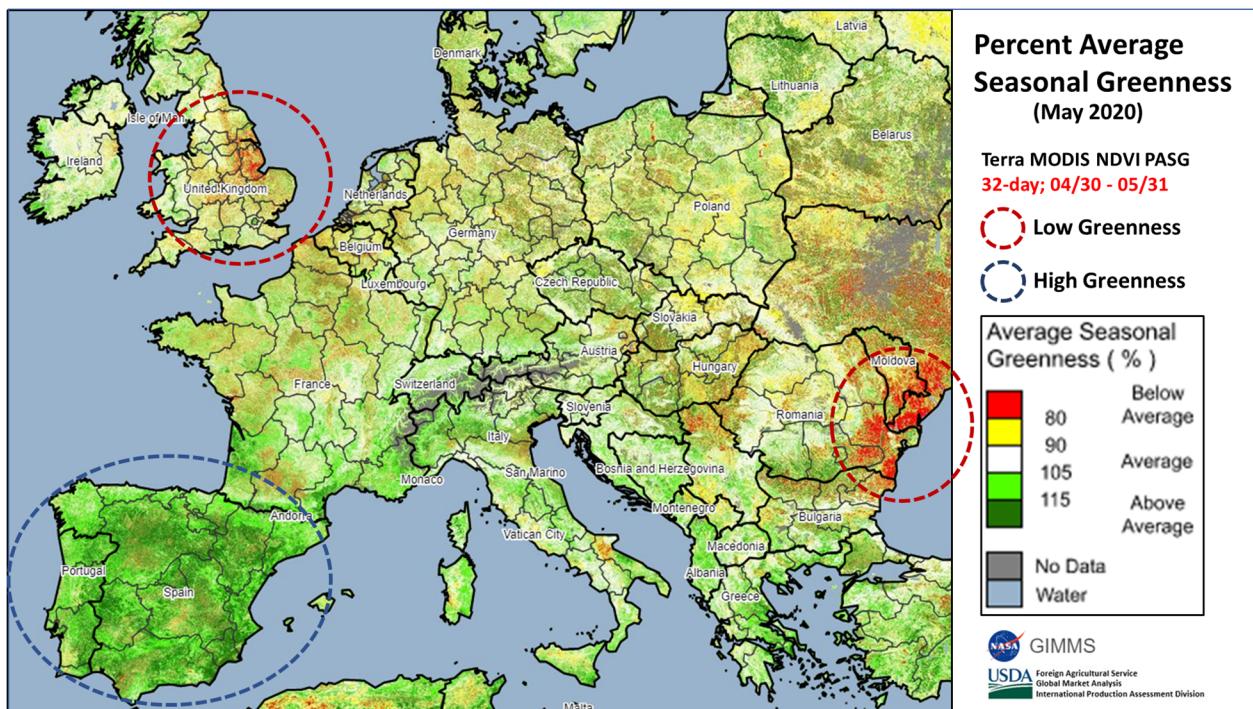 Latvia
Denmark
Lithuania
Isle of Man
Belarus
Ireland
United Kingdom
Netherlands
Poland
Germany
Belgium
Luxembourg
Czech Republic
Slovakia
Austria
Moldova
Hungary
France
Switzerland
Slovenia
Romania
Italy
Bosnia and Herzegovina
San Marino
Monaco
Montenegro
Andorra
Bulgaria
Vatican City
Macedonia
Portugal
Albania
Spain
Greece
Malta
Percent Average
Seasonal Greenness
(May 2020)
Terra MODIS NDVI PASG
32-day; 04/30 - 05/31
Low Greenness
High Greenness
Average Seasonal
Greenness ( % )
Below
Average
80
90
Average
105
115
Above
Average
No Data
Water
NASA
GIMMS
USDA
Foreign Agricultural Service
Global Market Analysis
International Production Assessment Division